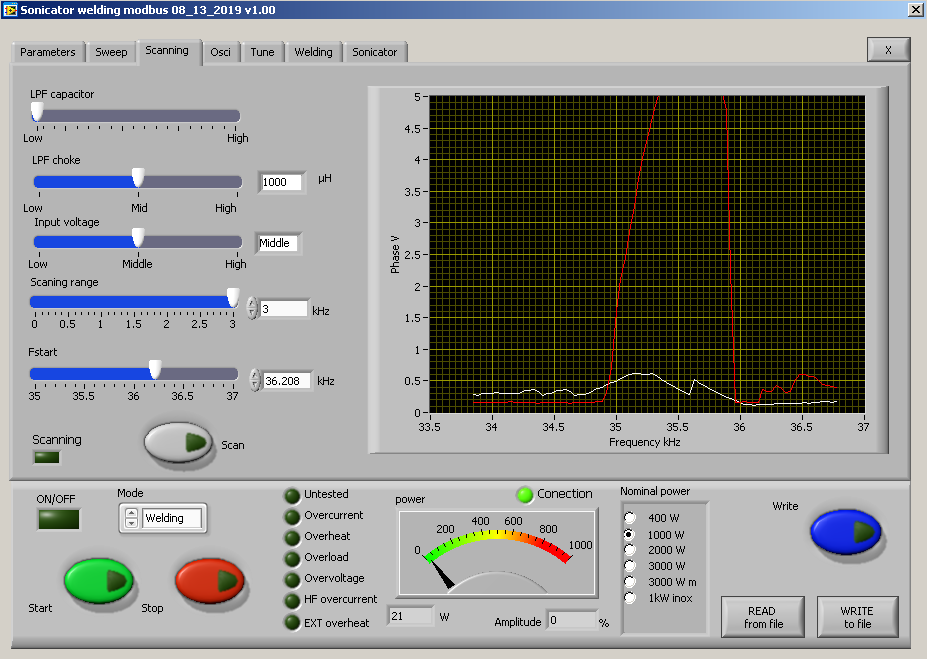 Sonicator welding modbus 08_13_2019 v1.00
Parameters Sweep Scanning Osci Tune Welding Sonicator X
LPF capacitor
Low High
LPF choke
1000 µH
Low Mid High
Input voltage
Middle
Low Middle High
Scaning range
3 kHz
0 0.5 1 1.5 2 2.5 3
Fstart
36.208 kHz
35 35.5 36 36.5 37
Scanning
Scan
Phase V
5
4.5
4
3.5
3
2.5
2
1.5
1
0.5
0
33.5 34 34.5 35 35.5 36 36.5 37
Frequency kHz
ON/OFF
Mode
Welding
Start
Stop
Untested
Overcurrent
Overheat
Overload
Overvoltage
HF overcurrent
EXT overheat
power
Conection
0 200 400 600 800 1000
21 W
Amplitude 0 %
Nominal power
400 W
1000 W
2000 W
3000 W
3000 W m
1kW inox
Write
READ
from file
WRITE
to file